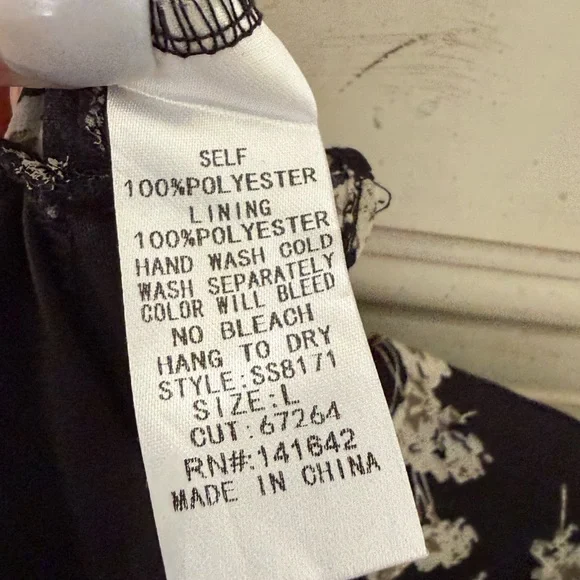 SELF
100%POLYESTER
LINING
100%POLYESTER
HAND WASH COLD
WASH SEPARATELY
COLOR WILL BLEED
NO BLEACH
HANG TO DRY
STYLE:SS8171
SIZE:L
CUT:67264
RN#:141642
MADE IN CHINA